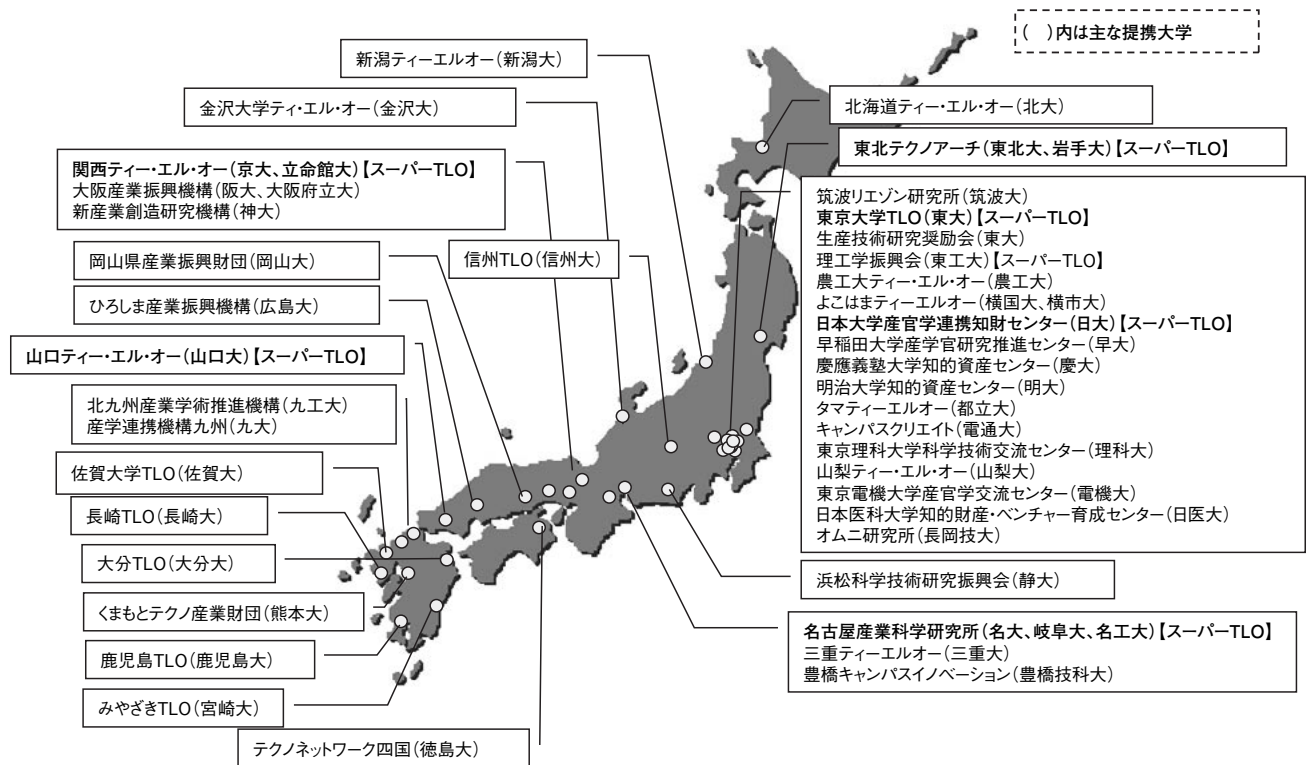 ( )内は主な提携大学
新潟ティーエルオー(新潟大)
金沢大学ティ・エル・オー(金沢大)
北海道ティー・エル・オー(北大)
東北テクノアーチ(東北大、岩手大)【スーパーTLO】
関西ティー・エル・オー(京大、立命館大)【スーパーTLO】
大阪産業振興機構(阪大、大阪府立大)
新産業創造研究機構(神大)
筑波リエゾン研究所(筑波大)
東京大学TLO(東大)【スーパーTLO】
生産技術研究奨励会(東大)
理工学振興会(東工大)【スーパーTLO】
農工大ティー・エル・オー(農工大)
よこはまティーエルオー(横国大、横市大)
日本大学産官学連携知財センター(日大)【スーパーTLO】
早稲田大学産学官研究推進センター(早大)
慶應義塾大学知的資産センター(慶大)
明治大学知的資産センター(明大)
タマティーエルオー(都立大)
キャンパスクリエイト(電通大)
東京理科大学科学技術交流センター(理科大)
山梨ティー・エル・オー(山梨大)
東京電機大学産官学交流センター(電機大)
日本医科大学知的財産・ベンチャー育成センター(日医大)
オムニ研究所(長岡技大)
岡山県産業振興財団(岡山大)
信州TLO(信州大)
ひろしま産業振興機構(広島大)
山口ティー・エル・オー(山口大)【スーパーTLO】
北九州産業学術推進機構(九工大)
産学連携機構九州(九大)
佐賀大学TLO(佐賀大)
長崎TLO(長崎大)
大分TLO(大分大)
くまもとテクノ産業財団(熊本大)
鹿児島TLO(鹿児島大)
みやざきTLO(宮崎大)
テクノネットワーク四国(徳島大)
浜松科学技術研究振興会(静大)
名古屋産業科学研究所(名大、岐阜大、名工大)【スーパーTLO】
三重ティーエルオー(三重大)
豊橋キャンパスイノベーション(豊橋技科大)